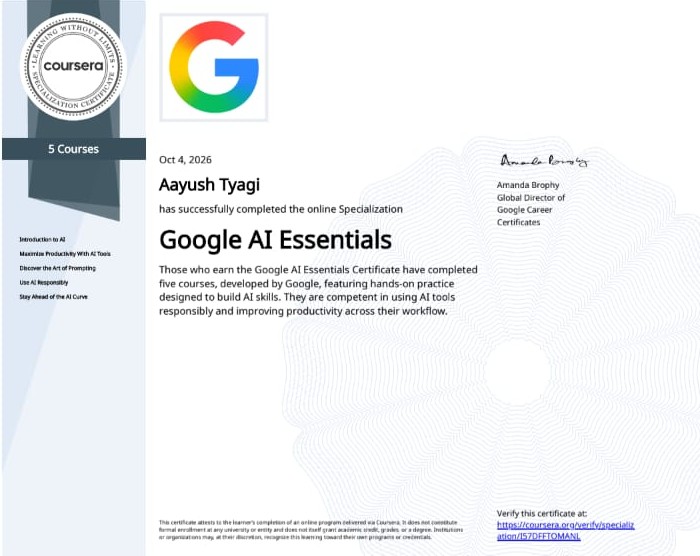 LEARNING WITHOUT LIMITS
coursera
SPECIALIZATION CERTIFICATE
5 Courses
Introduction to AI
Maximize Productivity With AI Tools
Discover the Art of Prompting
Use AI Responsibly
Stay Ahead of the AI Curve
G
Oct 4, 2026
Aayush Tyagi
has successfully completed the online Specialization
Google AI Essentials
Those who earn the Google AI Essentials Certificate have completed
five courses, developed by Google, featuring hands-on practice
designed to build AI skills. They are competent in using AI tools
responsibly and improving productivity across their workflow.
Amanda Brophy
Global Director of
Google Career
Certificates
This certificate attests to the learner's completion of an online program delivered via Coursera. It does not constitute
formal enrollment at any university or entity and does not itself grant academic credit, grades, or a degree. Institutions
or organizations may, at their discretion, recognize this learning toward their own programs or credentials.
Verify this certificate at:
https://coursera.org/verify/specializ
ation/J57DFFTOMANL